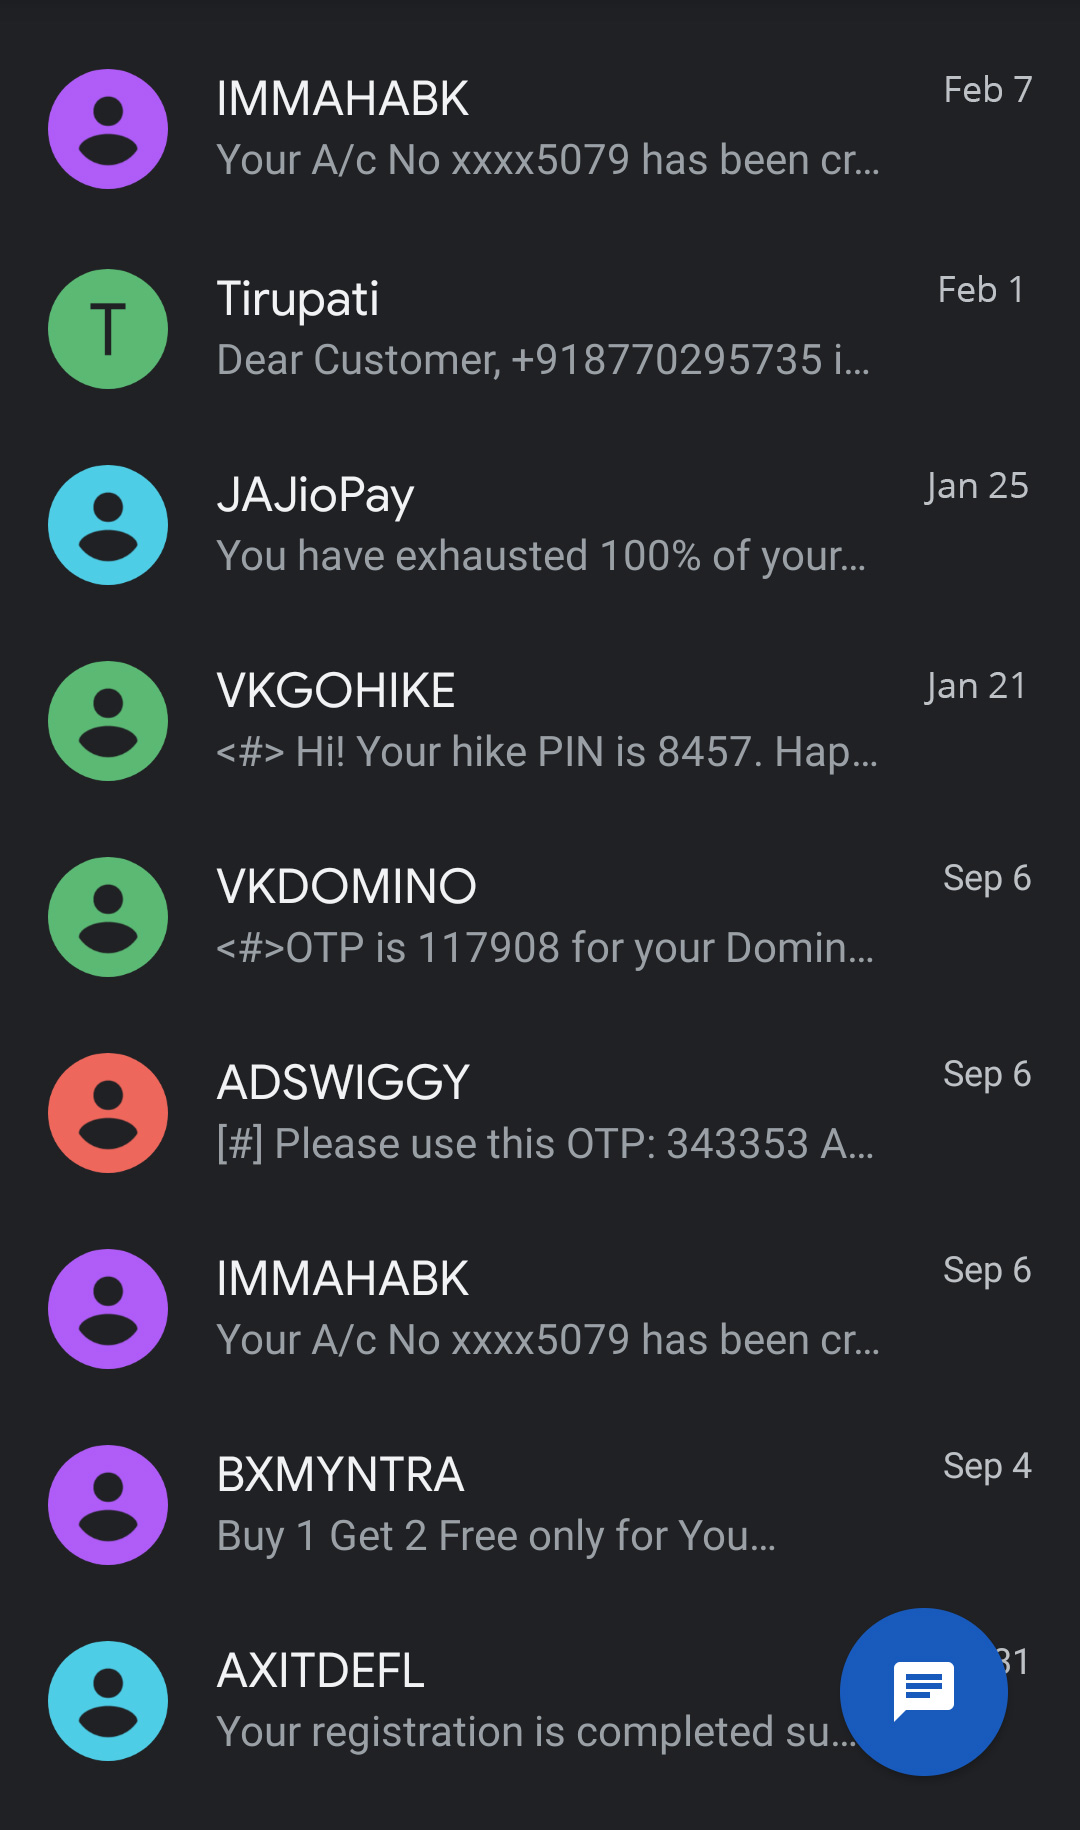 IMMAHABK
Feb 7
Your A/c No xxxx5079 has been cr...
T
Tirupati
Feb 1
Dear Customer, +918770295735 i...
JAJioPay
Jan 25
You have exhausted 100% of your...
VKGOHIKE
Jan 21
<#> Hi! Your hike PIN is 8457. Hap...
VKDOMINO
Sep 6
<#>OTP is 117908 for your Domin...
ADSWIGGY
Sep 6
[#] Please use this OTP: 343353 A...
IMMAHABK
Sep 6
Your A/c No xxxx5079 has been cr...
BXMYNTRA
Sep 4
Buy 1 Get 2 Free only for You...
AXITDEFL
31
Your registration is completed su...